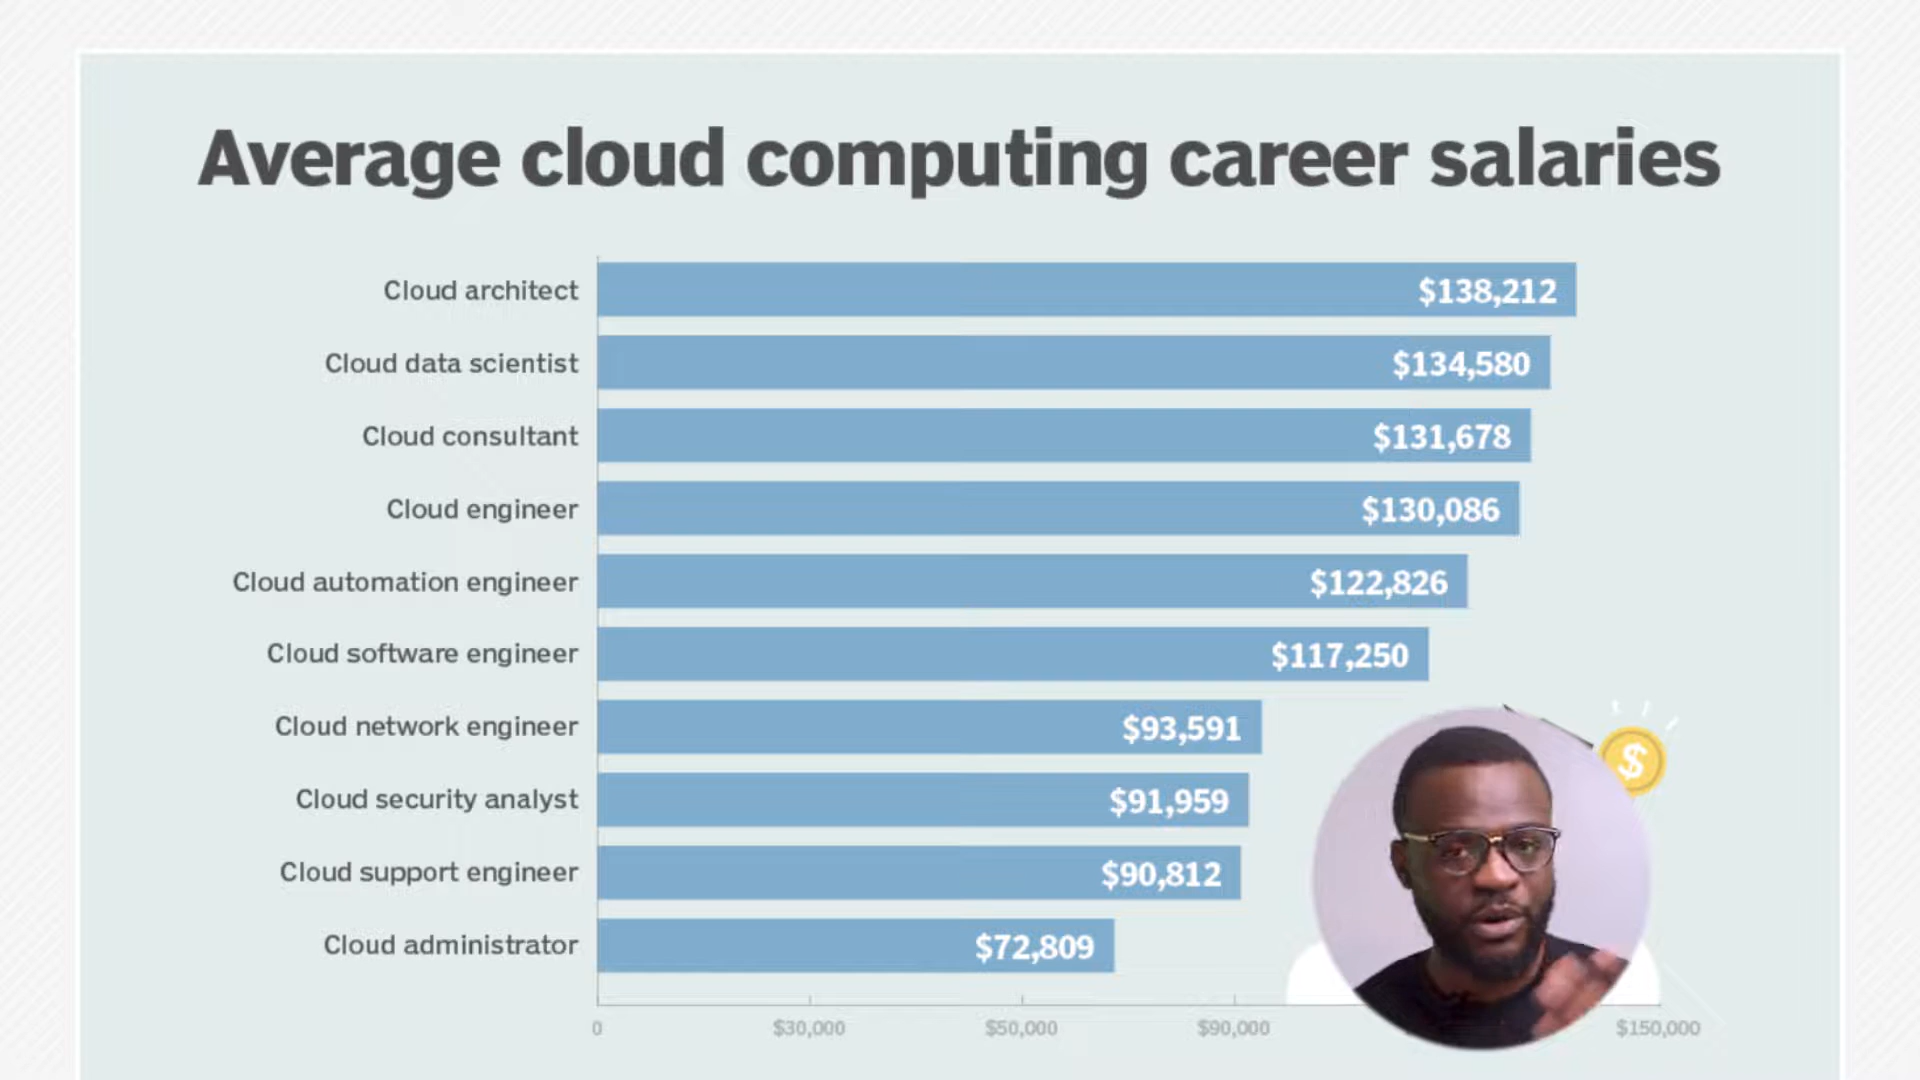 Average cloud computing career salaries
Cloud architect $138,212
Cloud data scientist $134,580
Cloud consultant $131,678
Cloud engineer $130,086
Cloud automation engineer $122,826
Cloud software engineer $117,250
Cloud network engineer $93,591
Cloud security analyst $91,959
Cloud support engineer $90,812
Cloud administrator $72,809
0 $30,000 $50,000 $90,000 $150,000
$